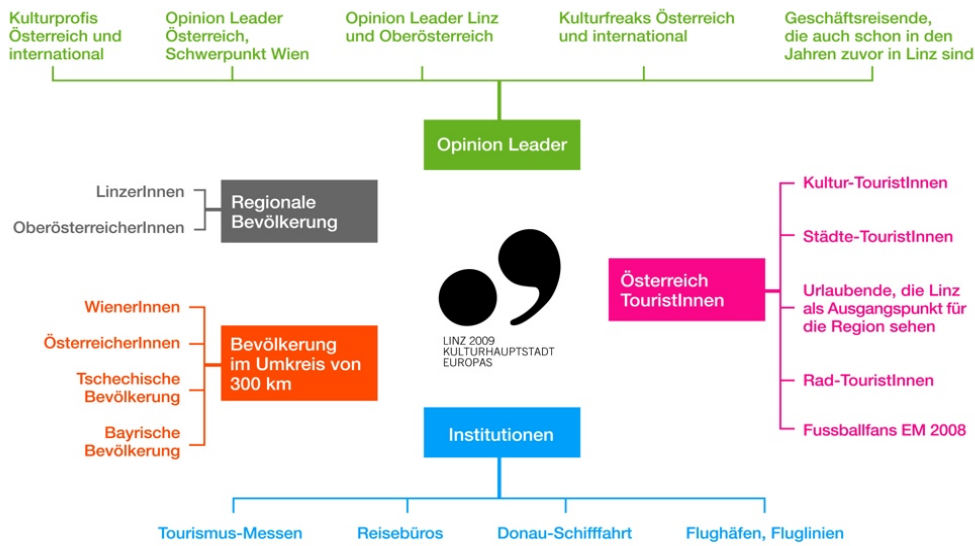 Kulturprofis
Österreich und
international
Opinion Leader
Österreich,
Schwerpunkt Wien
Opinion Leader Linz
und Oberösterreich
Kulturfreaks Österreich
und international
Geschäftsreisende,
die auch schon in den
Jahren zuvor in Linz sind
Opinion Leader
LinzerInnen
OberösterreicherInnen
Regionale
Bevölkerung
WienerInnen
ÖsterreicherInnen
Tschechische
Bevölkerung
Bayrische
Bevölkerung
Bevölkerung
im Umkreis von
300 km
LINZ 2009
KULTURHAUPTSTADT
EUROPAS
Österreich
TouristInnen
Kultur-TouristInnen
Städte-TouristInnen
Urlaubende, die Linz
als Ausgangspunkt für
die Region sehen
Rad-TouristInnen
Fussballfans EM 2008
Institutionen
Tourismus-Messen
Reisebüros
Donau-Schifffahrt
Flughäfen, Fluglinien